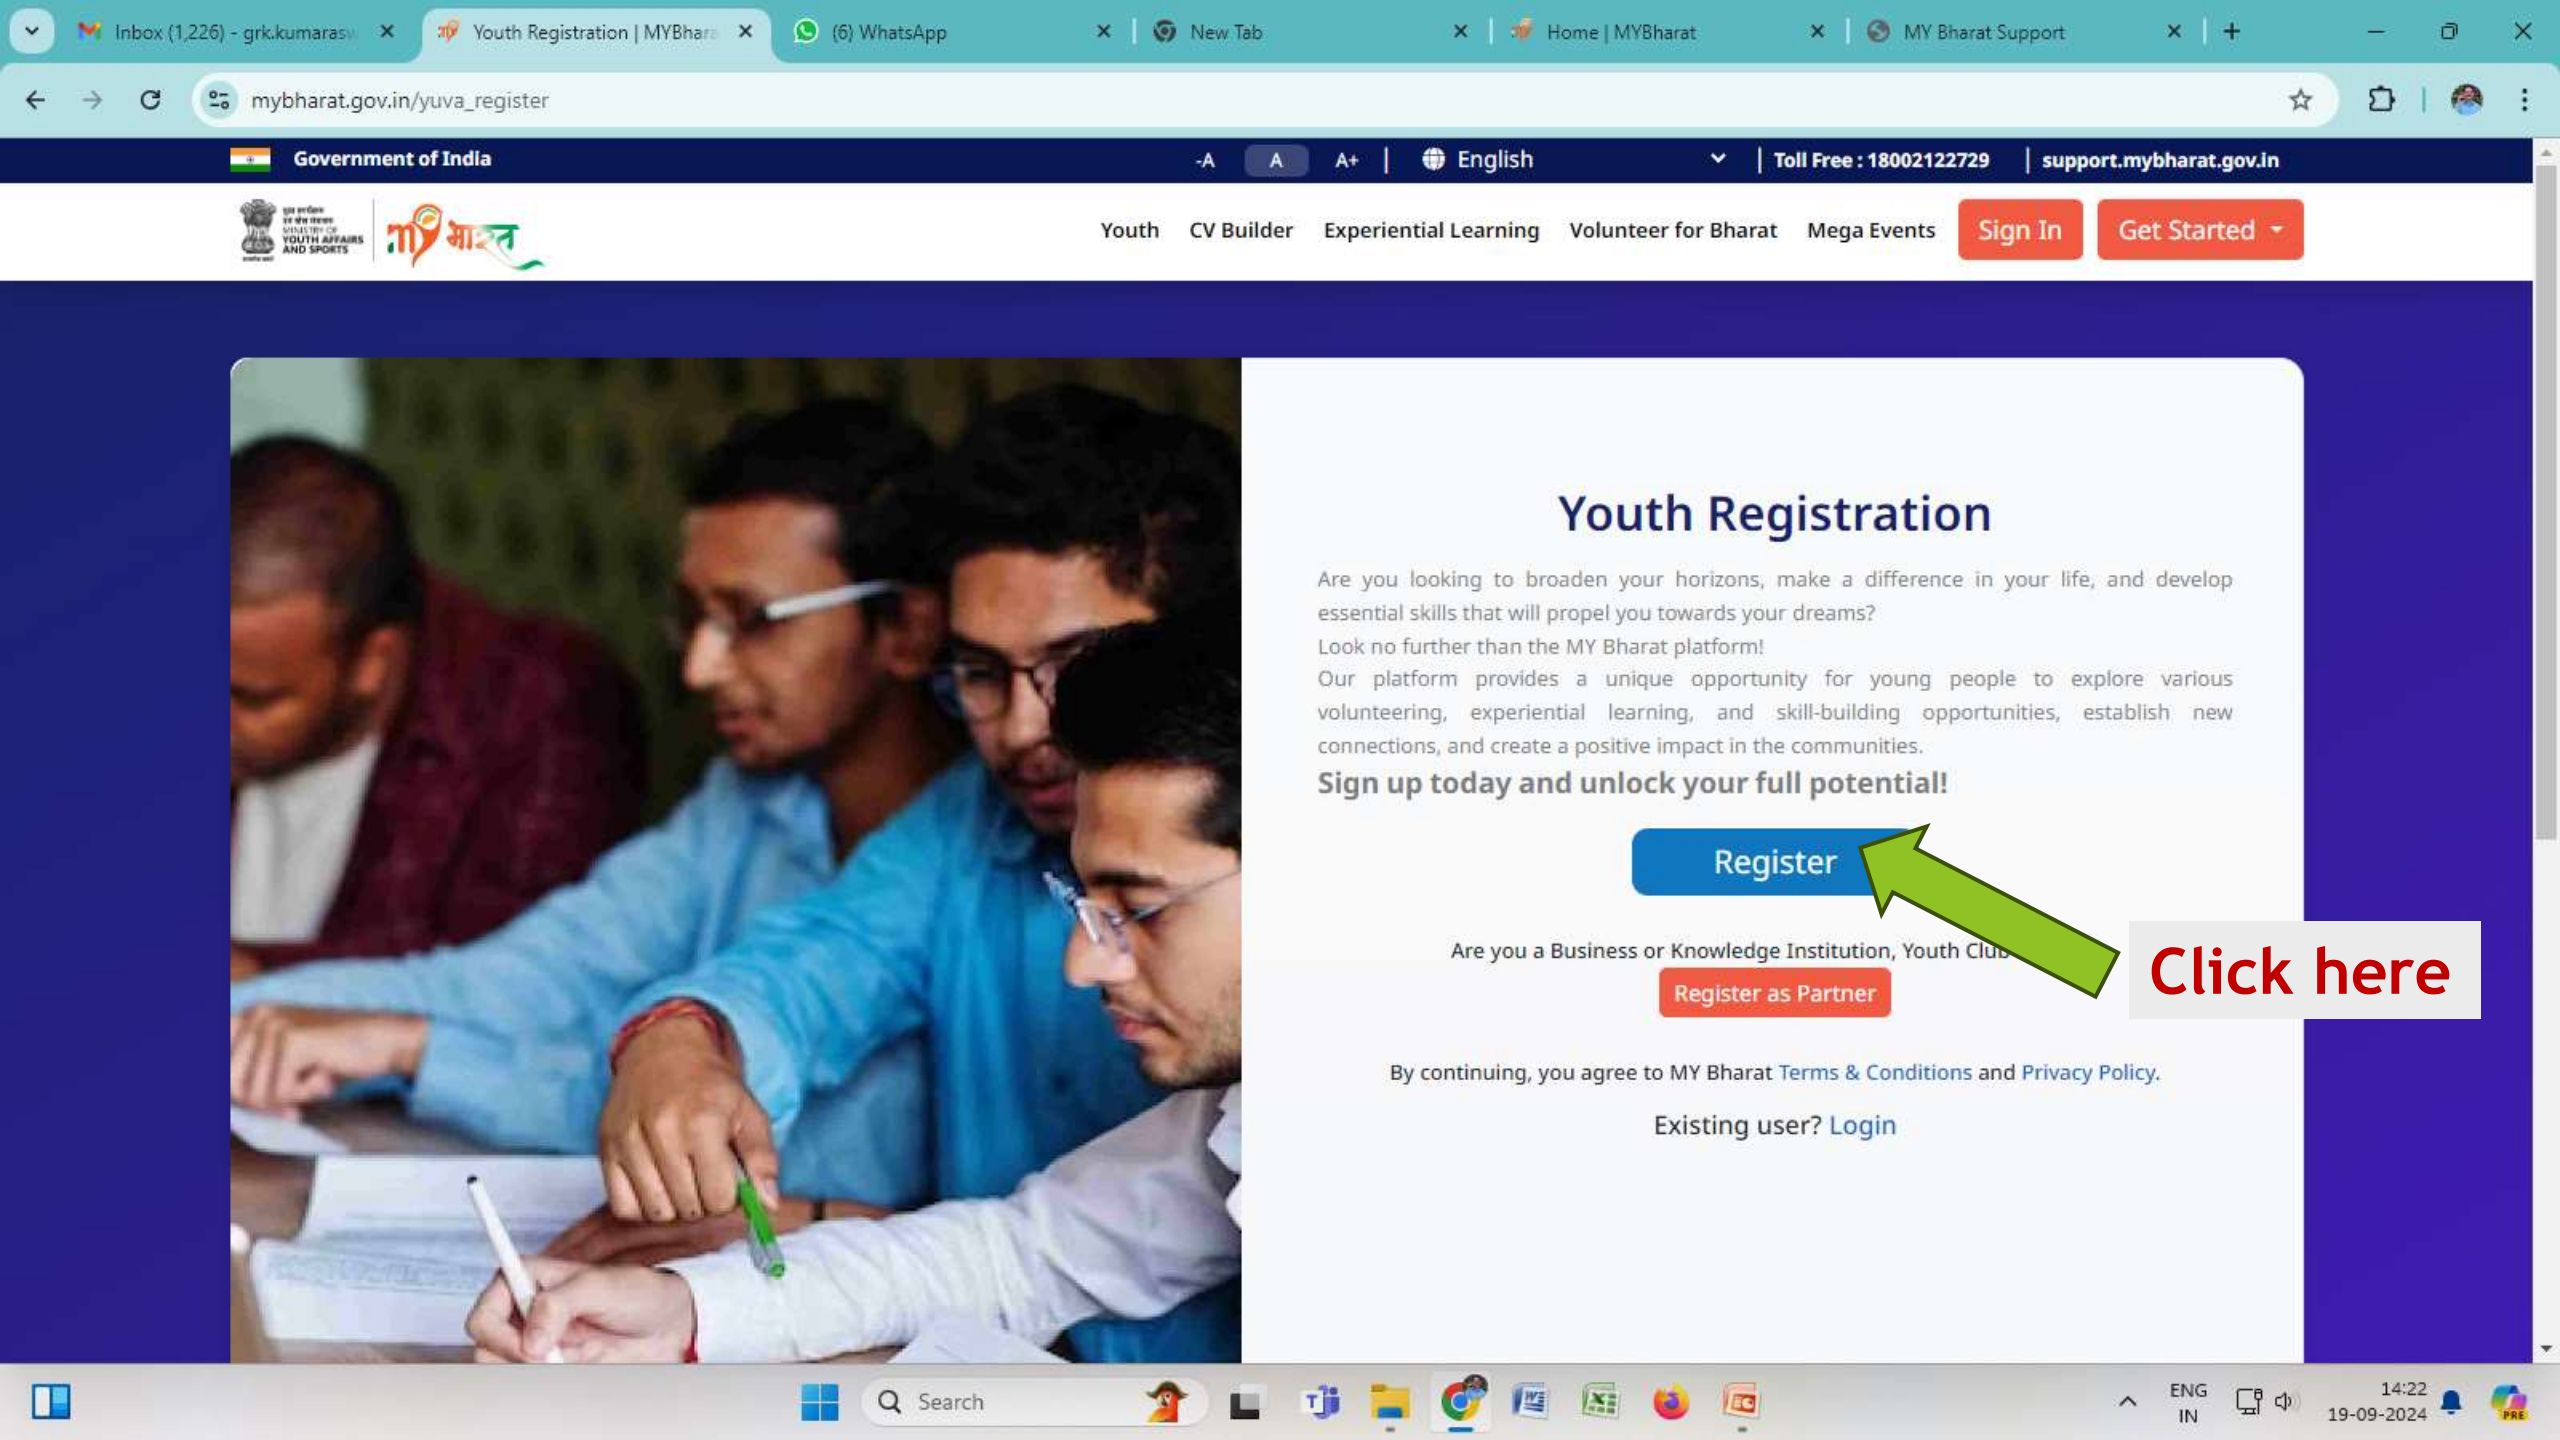 Inbox (1,226) - grk.kumarasw
Youth Registration | MYBhara
(6) WhatsApp
New Tab
Home | MYBharat
MY Bharat Support
mybharat.gov.in/yuva_register
Government of India
-A A A+ | English | Toll Free : 18002122729 | support.mybharat.gov.in
MINISTRY OF
YOUTH AFFAIRS
AND SPORTS
भारत
Youth CV Builder Experiential Learning Volunteer for Bharat Mega Events Sign In Get Started
Youth Registration
Are you looking to broaden your horizons, make a difference in your life, and develop
essential skills that will propel you towards your dreams?
Look no further than the MY Bharat platform!
Our platform provides a unique opportunity for young people to explore various
volunteering, experiential learning, and skill-building opportunities, establish new
connections, and create a positive impact in the communities.
Sign up today and unlock your full potential!
Register
Are you a Business or Knowledge Institution, Youth Club
Click here
Register as Partner
By continuing, you agree to MY Bharat Terms & Conditions and Privacy Policy.
Existing user? Login
Search
ENG
IN
14:22
19-09-2024
PRE